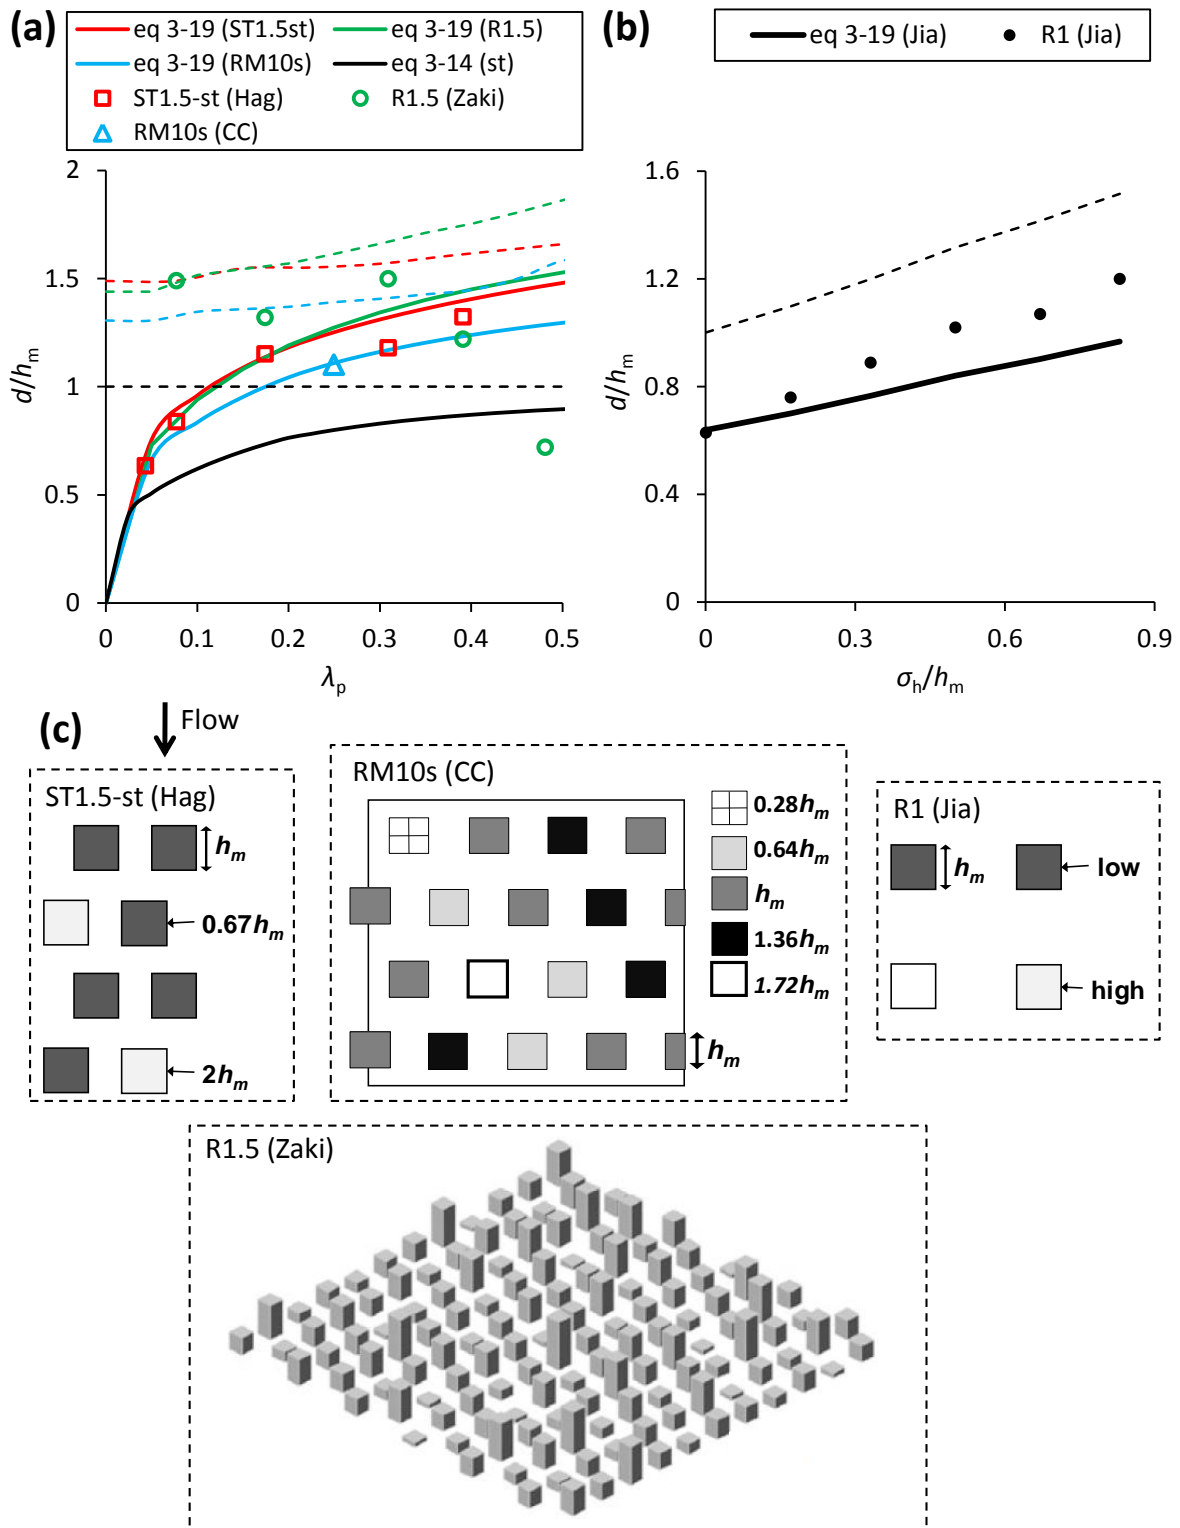 (a)
eq 3-19 (ST1.5st)
eq 3-19 (R1.5)
eq 3-19 (RM10s)
eq 3-14 (st)
ST1.5-st (Hag)
R1.5 (Zaki)
RM10s (CC)
2
1.5
1
0.5
0
d/hm
0
0.1
0.2
0.3
0.4
0.5
λp
(b)
eq 3-19 (Jia)
R1 (Jia)
1.6
1.2
0.8
0.4
0
d/hm
0
0.3
0.6
0.9
σh/hm
(c)
Flow
ST1.5-st (Hag)
hm
0.67hm
2hm
RM10s (CC)
0.28hm
0.64hm
hm
1.36hm
1.72hm
hm
R1 (Jia)
hm
low
high
R1.5 (Zaki)